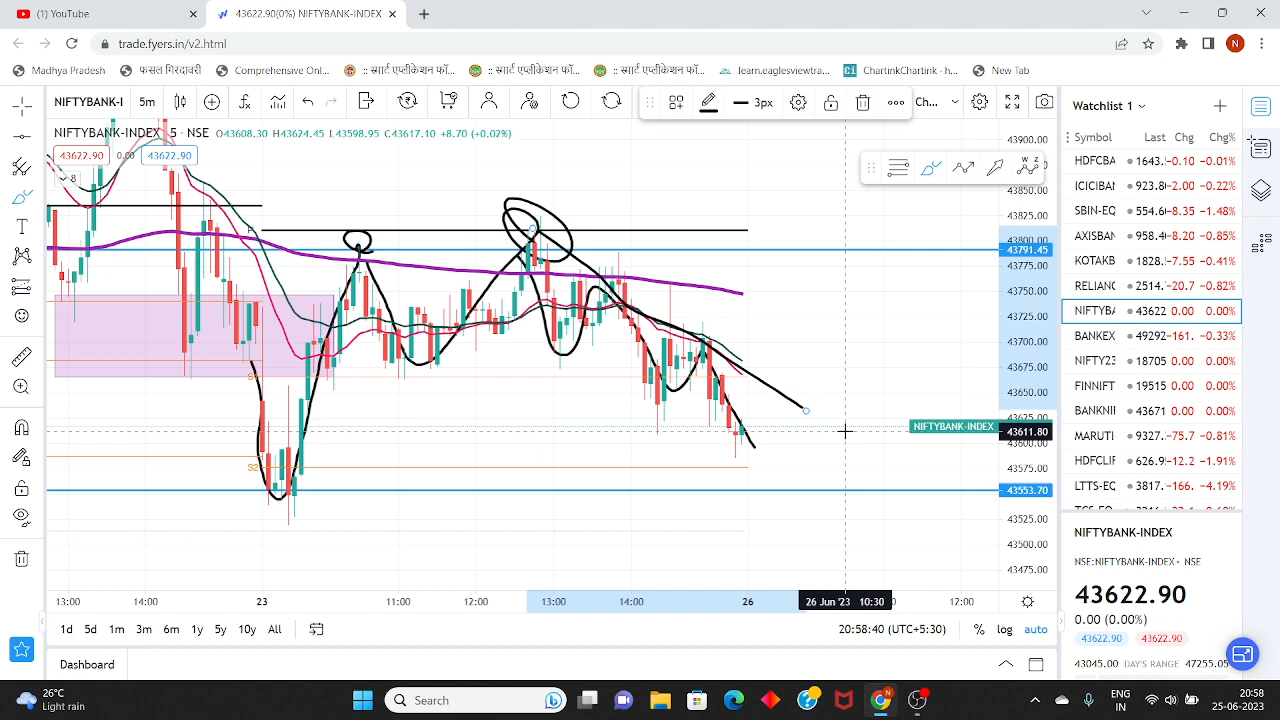 (1) YouTube
43622.90(0%) NIFTYBANK-INDEX
trade.fyers.in/v2.html
N
Madhya Pradesh
Comprehensive Onl...
learn.eagleviewtra...
Ci ChartinkChartink - h...
New Tab
NIFTYBANK-I 5m
3px
Ch...
Watchlist 1
NIFTYBANK-INDEX · 5 · NSE O43608.30 H43624.45 L43598.95 C43617.10 +8.70 (+0.02%)
43622.90 0.00 43622.90
8
Symbol Last Chg Chg%
HDFCBA 1643. -0.10 -0.01%
ICICIBAN 923.8 -2.00 -0.22%
SBIN-EQ 554.6 -8.35 -1.48%
AXISBAN 958.4 -8.20 -0.85%
KOTAKB 1828. -7.55 -0.41%
RELIANC 2514. -20.7 -0.82%
NIFTYBA 43622 0.00 0.00%
BANKEX 49292 -161. -0.33%
NIFTY23 18705 0.00 0.00%
FINNIFT 19515 0.00 0.00%
BANKNII 43671 0.00 0.00%
MARUTI 9327. -75.7 -0.81%
HDFCLIF 626.9 -12.2 -1.91%
LTTS-EQ 3817. -166. -4.19%
43900.00
43850.00
43825.00
43800.00
43791.45
43775.00
43750.00
43725.00
43700.00
43675.00
43650.00
43625.00
NIFTYBANK-INDEX 43611.80
43600.00
43575.00
43553.70
43525.00
43500.00
43475.00
S2
NIFTYBANK-INDEX
NSE:NIFTYBANK-INDEX • NSE
43622.90
0.00 (0.00%)
43622.90 43622.90
43045.00 DAY'S RANGE 47255.05
13:00 14:00 23 11:00 12:00 13:00 14:00 26 26 Jun '23 10:30 12:00
1d 5d 1m 3m 6m 1y 5y 10y All
20:58:40 (UTC+5:30) % log auto
Dashboard
26°C
Light rain
Search
ENG
IN
20:58
25-06-2023